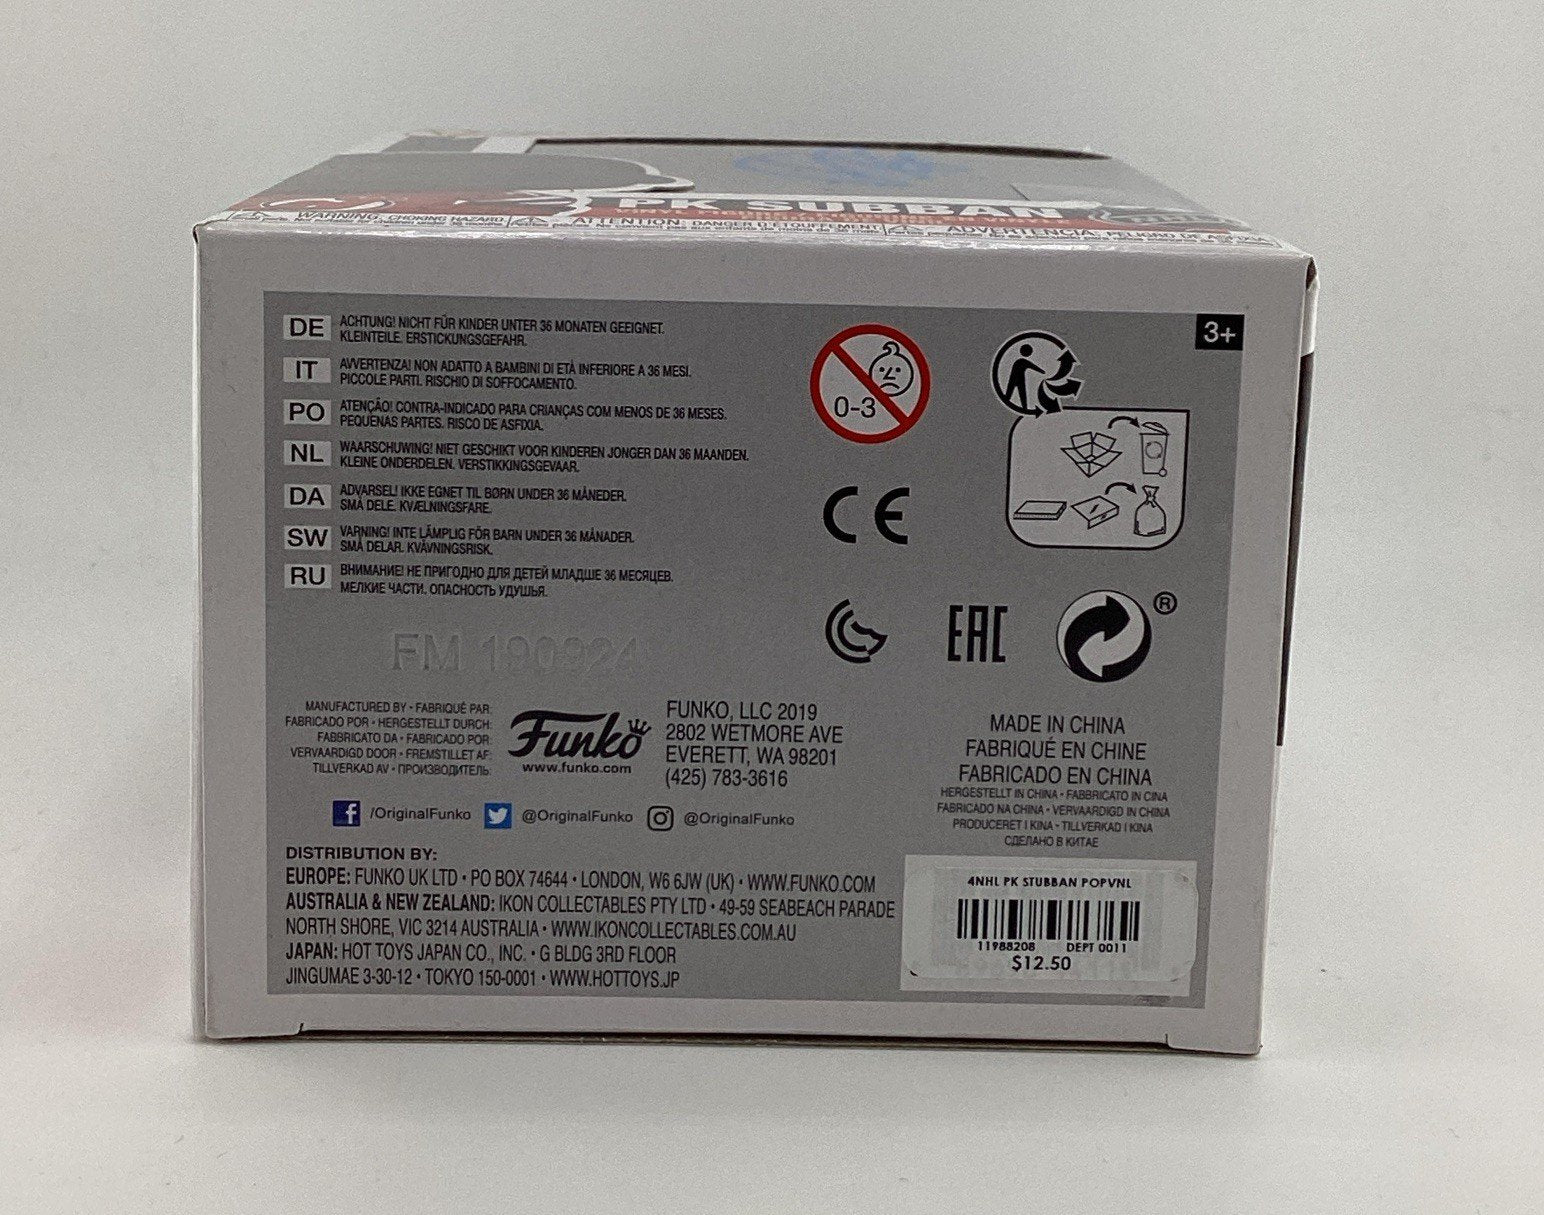 PK SUBBAN
WARNING: CHOKING HAZARD
ATTENTION: DANGER D'ÉTOUFFEMENT
ADVERTENCIA: PELIGRO DE ASFIXIA
3+
DE ACHTUNG! NICHT FÜR KINDER UNTER 36 MONATEN GEEIGNET.
KLEINTEILE. ERSTICKUNGSGEFAHR.
IT AVVERTENZA! NON ADATTO A BAMBINI DI ETÀ INFERIORE A 36 MESI.
PICCOLE PARTI. RISCHIO DI SOFFOCAMENTO.
PO ATENÇÃO! CONTRA-INDICADO PARA CRIANÇAS COM MENOS DE 36 MESES.
PEQUENAS PARTES. RISCO DE ASFIXIA.
NL WAARSCHUWING! NIET GESCHIKT VOOR KINDEREN JONGER DAN 36 MAANDEN.
KLEINE ONDERDELEN. VERSTIKKINGSGEVAAR.
DA ADVARSEL! IKKE EGNET TIL BØRN UNDER 36 MÅNEDER.
SMÅ DELE. KVÆLNINGSFARE.
SW VARNING! INTE LÄMPLIG FÖR BARN UNDER 36 MÅNADER.
SMÅ DELAR. KVÄVNINGSRISK.
RU ВНИМАНИЕ! НЕ ПРИГОДНО ДЛЯ ДЕТЕЙ МЛАДШЕ 36 МЕСЯЦЕВ.
МЕЛКИЕ ЧАСТИ. ОПАСНОСТЬ УДУШЬЯ.
0-3
CE
EAC
®
FM 190924
MANUFACTURED BY • FABRIQUÉ PAR:
FABRICADO POR • HERGESTELLT DURCH:
FABBRICATO DA • FABRICADO POR:
VERVAARDIGD DOOR • FREMSTILLET AF:
TILLVERKAD AV • ПРОИЗВОДИТЕЛЬ:
Funko
www.funko.com
FUNKO, LLC 2019
2802 WETMORE AVE
EVERETT, WA 98201
(425) 783-3616
/OriginalFunko @OriginalFunko @OriginalFunko
MADE IN CHINA
FABRIQUÉ EN CHINE
FABRICADO EN CHINA
HERGESTELLT IN CHINA • FABBRICATO IN CINA
FABRICADO NA CHINA • VERVAARDIGD IN CHINA
PRODUCERET I KINA • TILLVERKAD I KINA
СДЕЛАНО В КИТАЕ
DISTRIBUTION BY:
EUROPE: FUNKO UK LTD • PO BOX 74644 • LONDON, W6 6JW (UK) • WWW.FUNKO.COM
AUSTRALIA & NEW ZEALAND: IKON COLLECTABLES PTY LTD • 49-59 SEABEACH PARADE
NORTH SHORE, VIC 3214 AUSTRALIA • WWW.IKONCOLLECTABLES.COM.AU
JAPAN: HOT TOYS JAPAN CO., INC. • G BLDG 3RD FLOOR
JINGUMAE 3-30-12 • TOKYO 150-0001 • WWW.HOTTOYS.JP
4NHL PK STUBBAN POPVNL
11988208 DEPT 0011
$12.50